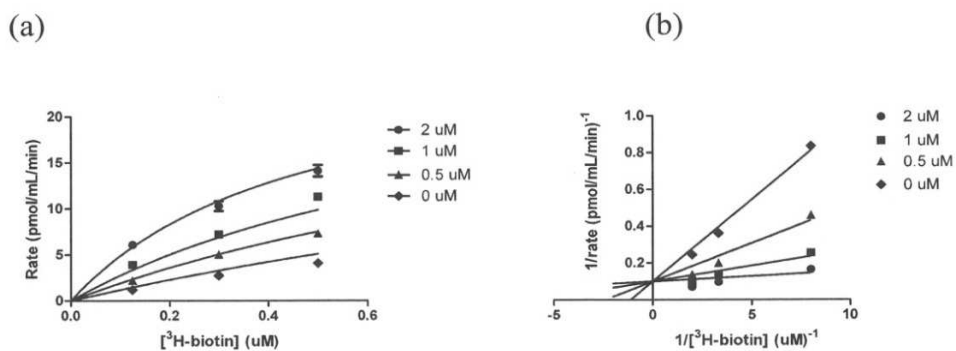 (a)
(b)
Rate (pmol/mL/min)
20
15
10
5
0
0.0
0.2
0.4
0.6
[³H-biotin] (uM)
2 uM
1 uM
0.5 uM
0 uM
1/rate (pmol/mL/min)⁻¹
1.0
0.8
0.6
0.4
0.2
-5
0
5
10
1/[³H-biotin] (uM)⁻¹
2 uM
1 uM
0.5 uM
0 uM